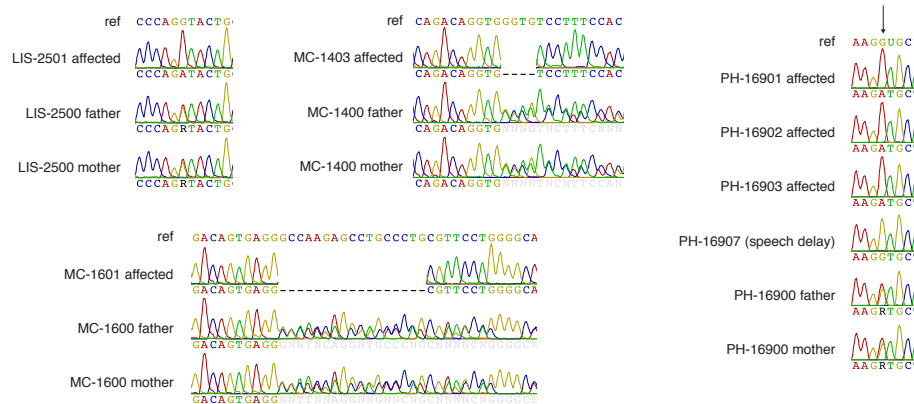 ref CCCAGGTACTG
LIS-2501 affected
CCCAGATACTG
LIS-2500 father
CCCAGRTACTG
LIS-2500 mother
CCCAGRTACTG
ref CAGACAGGTGGGTGTCCTTTCCAC
MC-1403 affected
CAGACAGGTG----TCCTTTCCAC
MC-1400 father
CAGACAGGTGNNNGTNCTTTCNNN
MC-1400 mother
CAGACAGGTGNNNNTNCNTTCCAN
ref GACAGTGAGGGCCAAGAGCCTGCCCTGCGTTCCTGGGGCA
MC-1601 affected
GACAGTGAGG-----------------CGTTCCTGGGGCA
MC-1600 father
GACAGTGAGGGNNTNCAGGNTGCCCNGCNNNNCNGGGGCN
MC-1600 mother
GACAGTGAGGNNTTNNAGGNNGNNCNGCNNNNCNGGGGCN
ref AAGGUGC
PH-16901 affected
AAGATGC
PH-16902 affected
AAGATGC
PH-16903 affected
AAGATGC
PH-16907 (speech delay)
AAGGTGC
PH-16900 father
AAGRTGC
PH-16900 mother
AAGRTGC